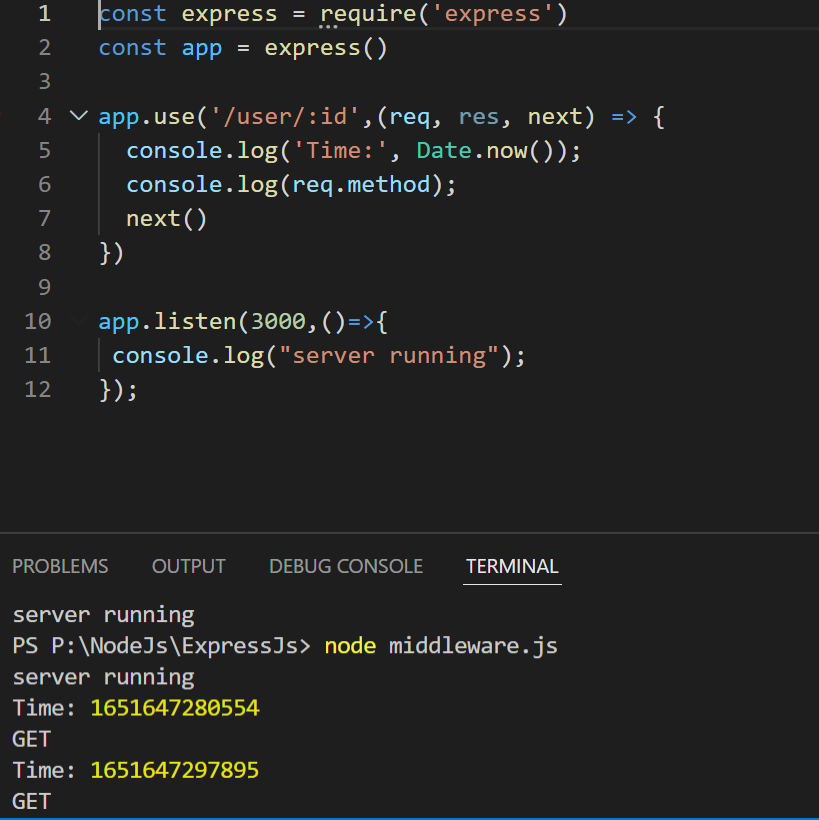 1 const express = require('express')
2 const app = express()
3
4 app.use('/user/:id',(req, res, next) => {
5 console.log('Time:', Date.now());
6 console.log(req.method);
7 next()
8 })
9
10 app.listen(3000,()=>{
11 console.log("server running");
12 });
PROBLEMS OUTPUT DEBUG CONSOLE TERMINAL
server running
PS P:\NodeJs\ExpressJs> node middleware.js
server running
Time: 1651647280554
GET
Time: 1651647297895
GET